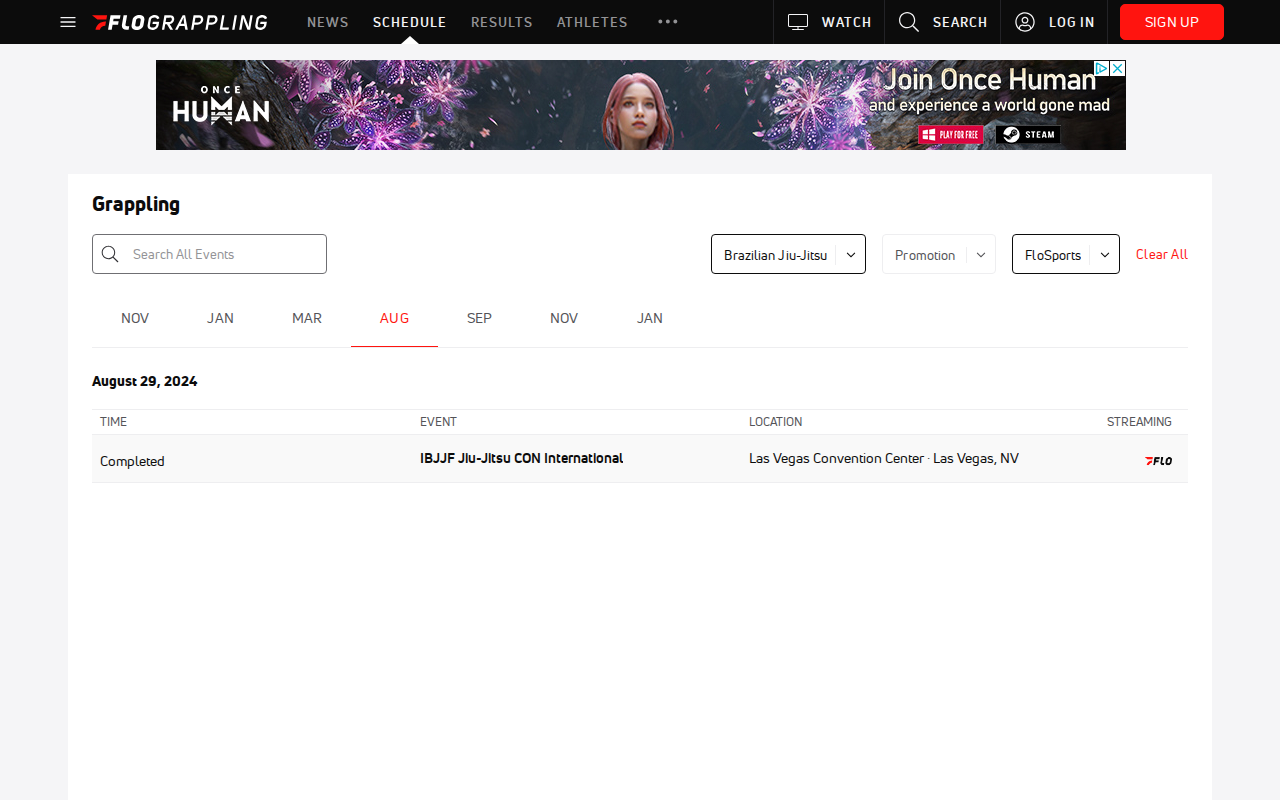 FLOGRAPPLING
NEWS
SCHEDULE
RESULTS
ATHLETES
WATCH
SEARCH
LOG IN
SIGN UP
ONCE
HUMAN
Join Once Human
and experience a world gone mad
PLAY FOR FREE
STEAM
Grappling
Search All Events
Brazilian Jiu-Jitsu
Promotion
FloSports
Clear All
NOV
JAN
MAR
AUG
SEP
NOV
JAN
August 29, 2024
TIME
EVENT
LOCATION
STREAMING
Completed
IBJJF Jiu-Jitsu CON International
Las Vegas Convention Center · Las Vegas, NV
FLO